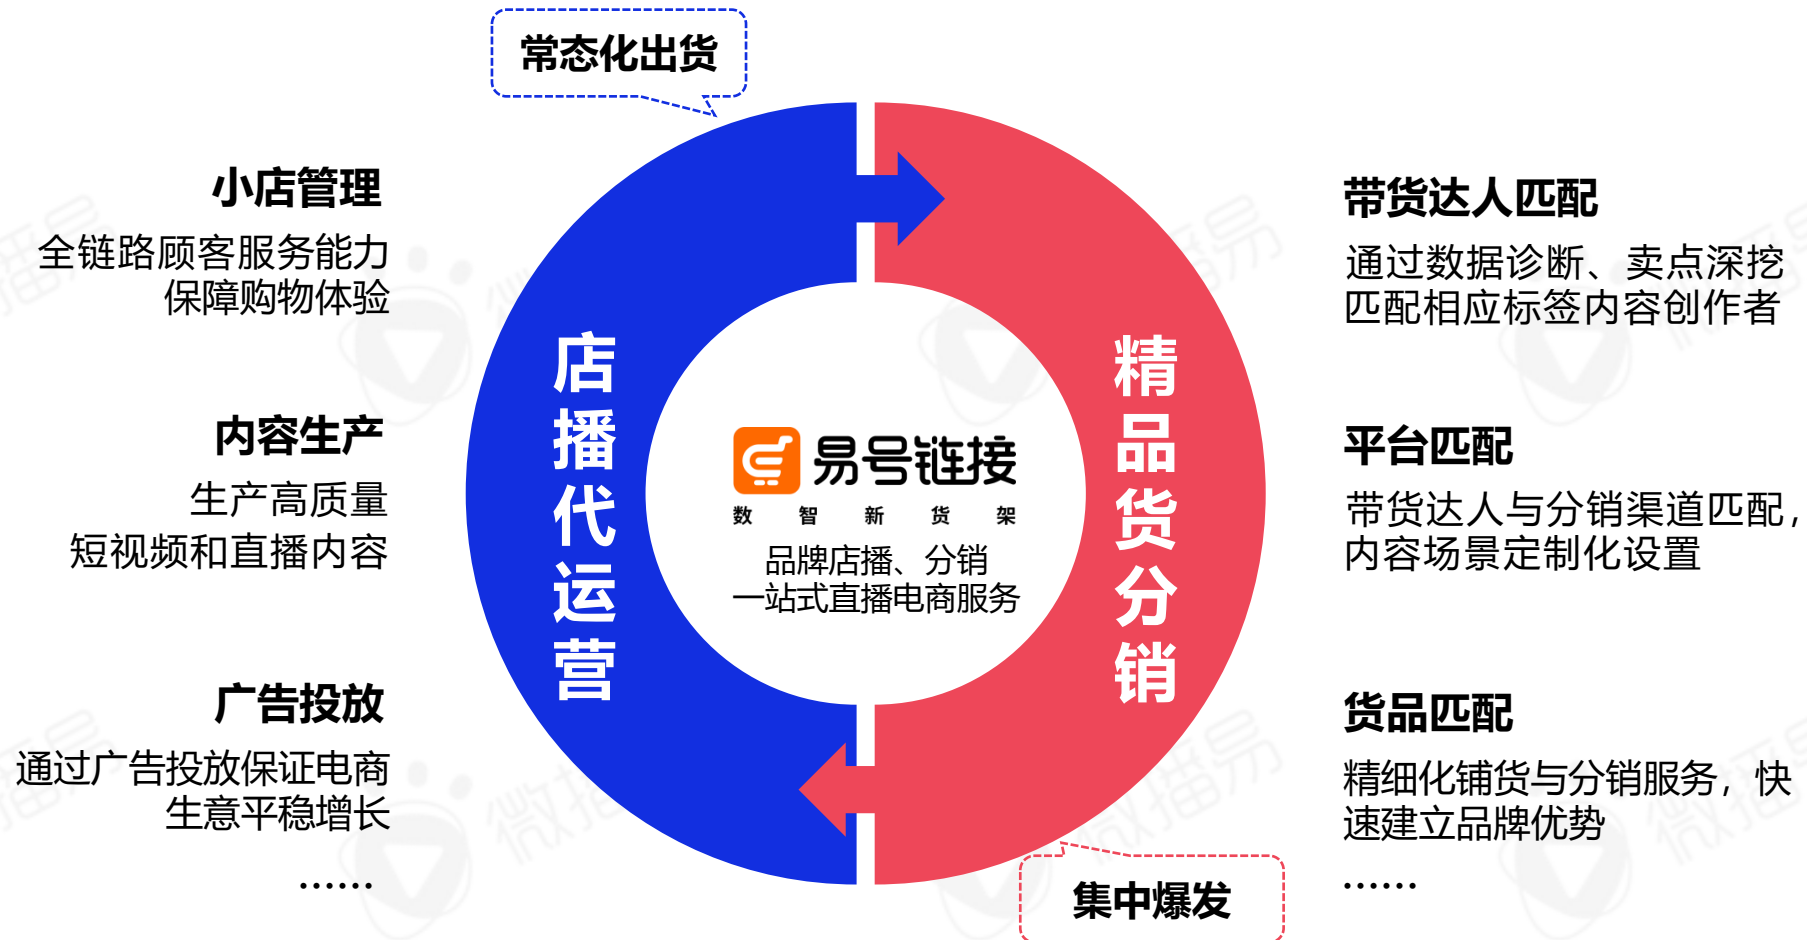 常态化出货
小店管理
全链路顾客服务能力
保障购物体验
内容生产
生产高质量
短视频和直播内容
广告投放
通过广告投放保证电商
生意平稳增长
......
店播代运营
易号链接
数智新货架
品牌店播、分销
一站式直播电商服务
精品货分销
带货达人匹配
通过数据诊断、卖点深挖
匹配相应标签内容创作者
平台匹配
带货达人与分销渠道匹配，
内容场景定制化设置
货品匹配
精细化铺货与分销服务，快
速建立品牌优势
......
集中爆发
微播易